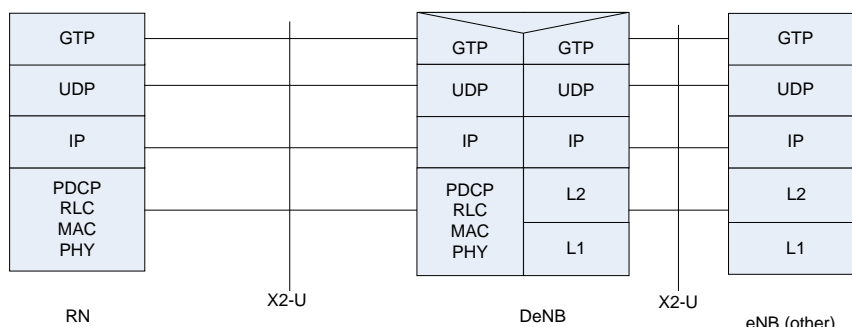 GTP
UDP
IP
PDCP
RLC
MAC
PHY
RN
X2-U
GTP
GTP
UDP
UDP
IP
IP
PDCP
RLC
MAC
PHY
L2
L1
DeNB
X2-U
GTP
UDP
IP
L2
L1
eNB (other)